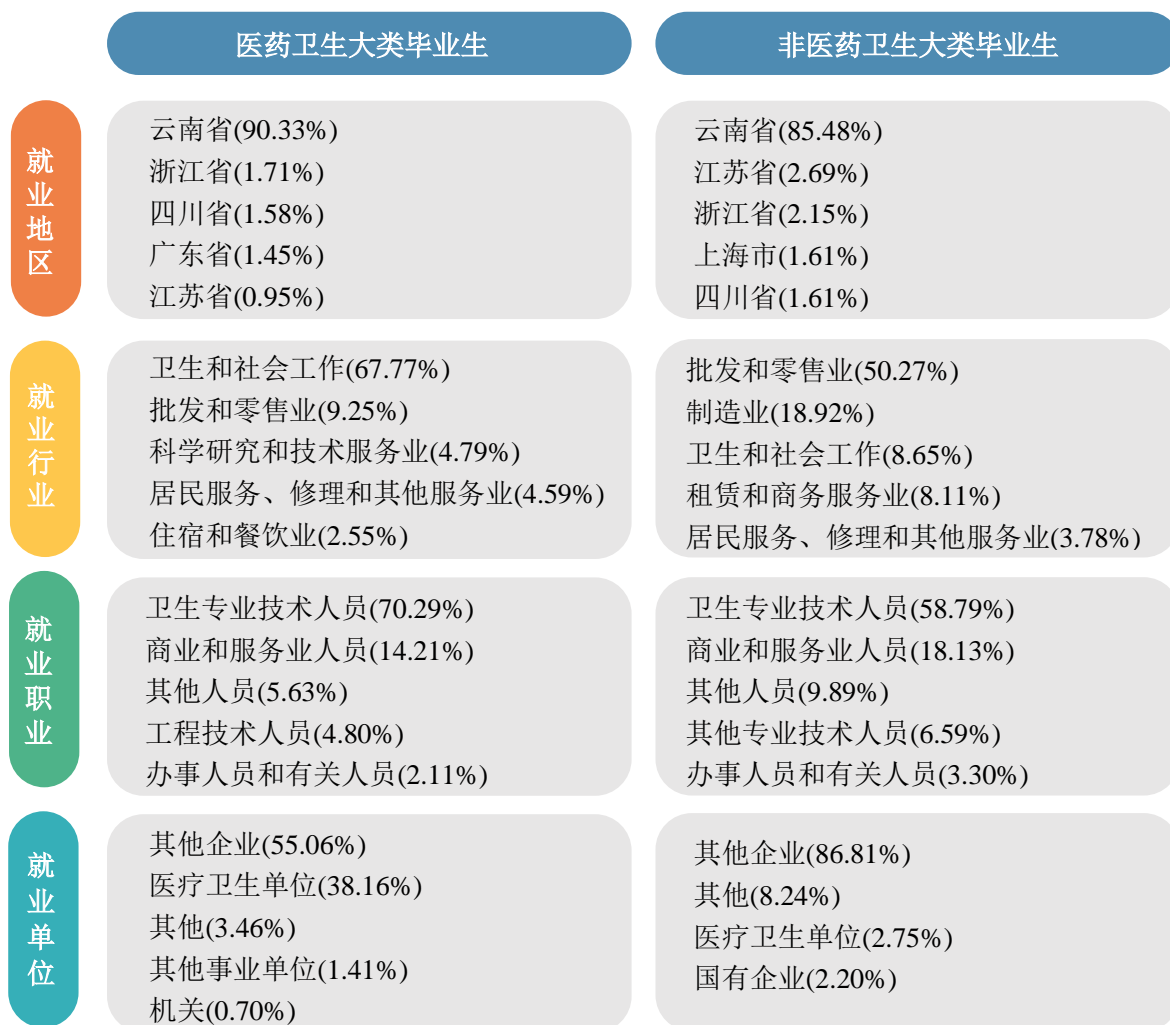 医药卫生大类毕业生
非医药卫生大类毕业生
就业地区
云南省(90.33%)
浙江省(1.71%)
四川省(1.58%)
广东省(1.45%)
江苏省(0.95%)
云南省(85.48%)
江苏省(2.69%)
浙江省(2.15%)
上海市(1.61%)
四川省(1.61%)
就业行业
卫生和社会工作(67.77%)
批发和零售业(9.25%)
科学研究和技术服务业(4.79%)
居民服务、修理和其他服务业(4.59%)
住宿和餐饮业(2.55%)
批发和零售业(50.27%)
制造业(18.92%)
卫生和社会工作(8.65%)
租赁和商务服务业(8.11%)
居民服务、修理和其他服务业(3.78%)
就业职业
卫生专业技术人员(70.29%)
商业和服务业人员(14.21%)
其他人员(5.63%)
工程技术人员(4.80%)
办事人员和有关人员(2.11%)
卫生专业技术人员(58.79%)
商业和服务业人员(18.13%)
其他人员(9.89%)
其他专业技术人员(6.59%)
办事人员和有关人员(3.30%)
就业单位
其他企业(55.06%)
医疗卫生单位(38.16%)
其他(3.46%)
其他事业单位(1.41%)
机关(0.70%)
其他企业(86.81%)
其他(8.24%)
医疗卫生单位(2.75%)
国有企业(2.20%)